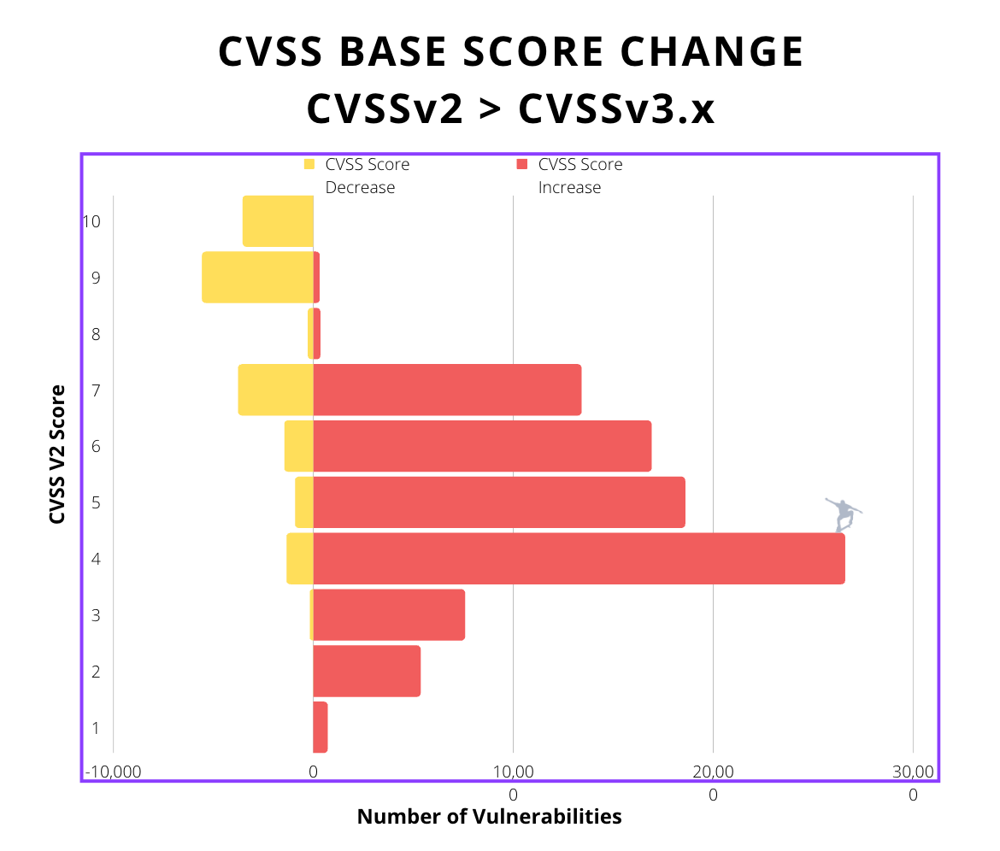 CVSS BASE SCORE CHANGE
CVSSv2 > CVSSv3.x
CVSS Score
Decrease
CVSS Score
Increase
10
9
8
7
6
5
4
3
2
1
CVSS V2 Score
-10,000
0
10,00
0
20,00
0
30,00
0
Number of Vulnerabilities